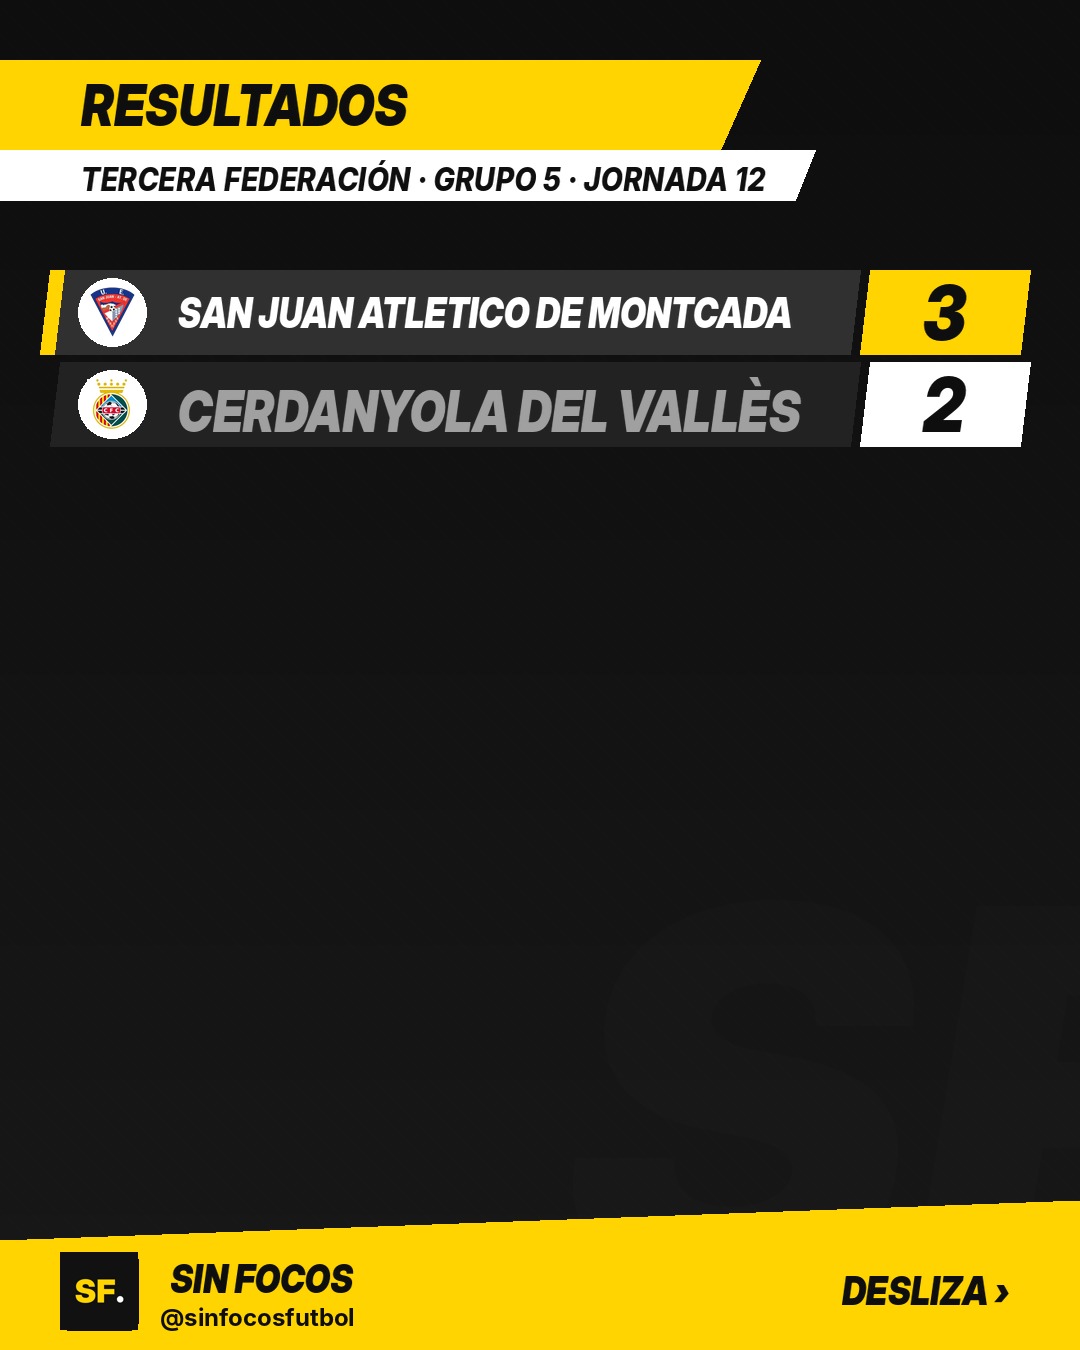 RESULTADOS
TERCERA FEDERACIÓN · GRUPO 5 · JORNADA 12
SAN JUAN ATLETICO DE MONTCADA 3
CERDANYOLA DEL VALLÈS 2
SF
SF.
SIN FOCOS
@sinfocosfutbol
DESLIZA ›